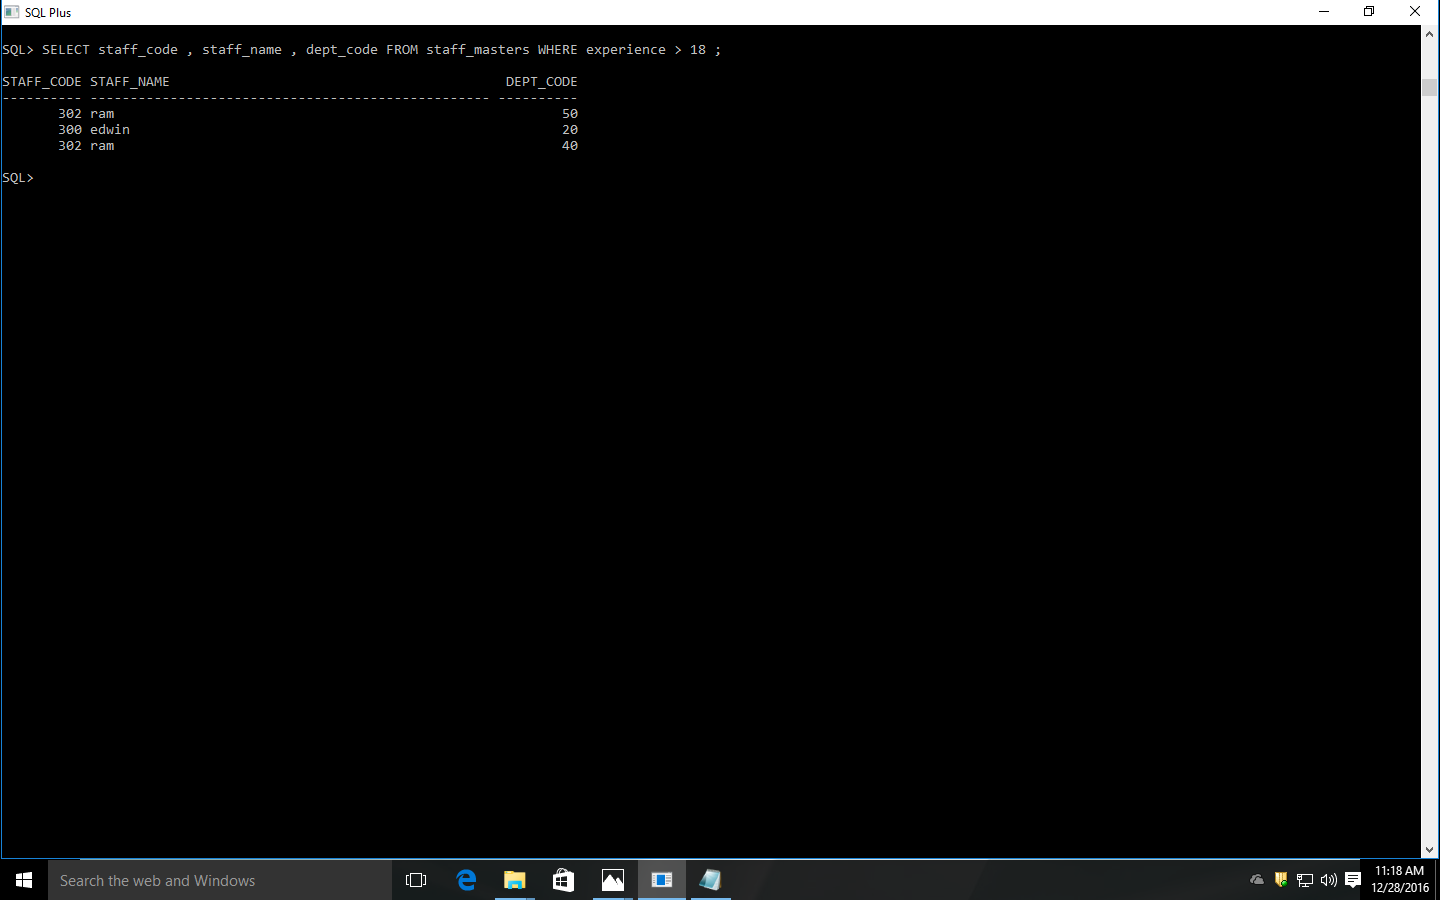 SQL Plus
SQL> SELECT staff_code , staff_name , dept_code FROM staff_masters WHERE experience > 18 ;
STAFF_CODE STAFF_NAME                                          DEPT_CODE
---------- -------------------------------------------------- ----------
       302 ram                                                        50
       300 edwin                                                      20
       302 ram                                                        40
SQL>
Search the web and Windows
11:18 AM
12/28/2016